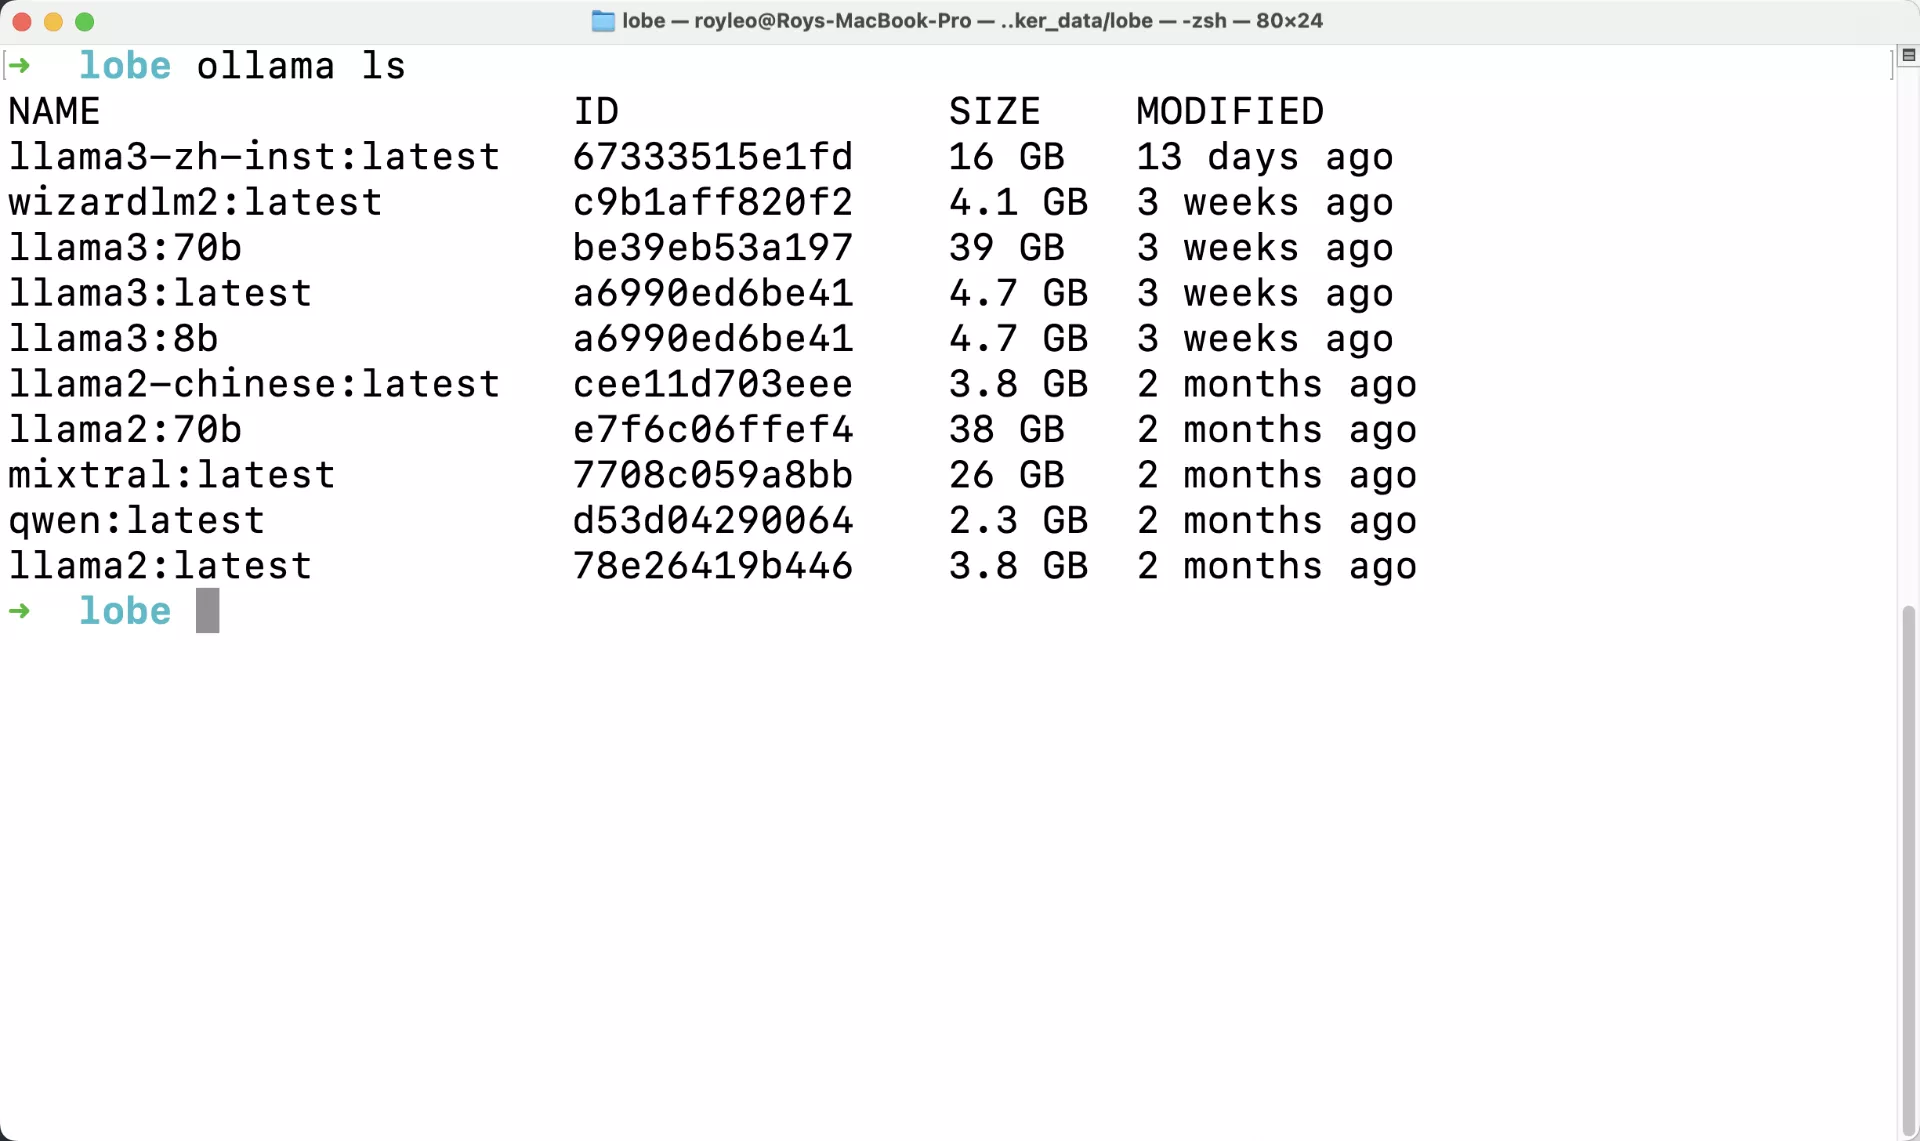 lobe — royleo@Roys-MacBook-Pro — ..ker_data/lobe — -zsh — 80×24
➜ lobe ollama ls
NAME ID SIZE MODIFIED
llama3-zh-inst:latest 67333515e1fd 16 GB 13 days ago
wizardlm2:latest c9b1aff820f2 4.1 GB 3 weeks ago
llama3:70b be39eb53a197 39 GB 3 weeks ago
llama3:latest a6990ed6be41 4.7 GB 3 weeks ago
llama3:8b a6990ed6be41 4.7 GB 3 weeks ago
llama2-chinese:latest cee11d703eee 3.8 GB 2 months ago
llama2:70b e7f6c06ffef4 38 GB 2 months ago
mixtral:latest 7708c059a8bb 26 GB 2 months ago
qwen:latest d53d04290064 2.3 GB 2 months ago
llama2:latest 78e26419b446 3.8 GB 2 months ago
➜ lobe